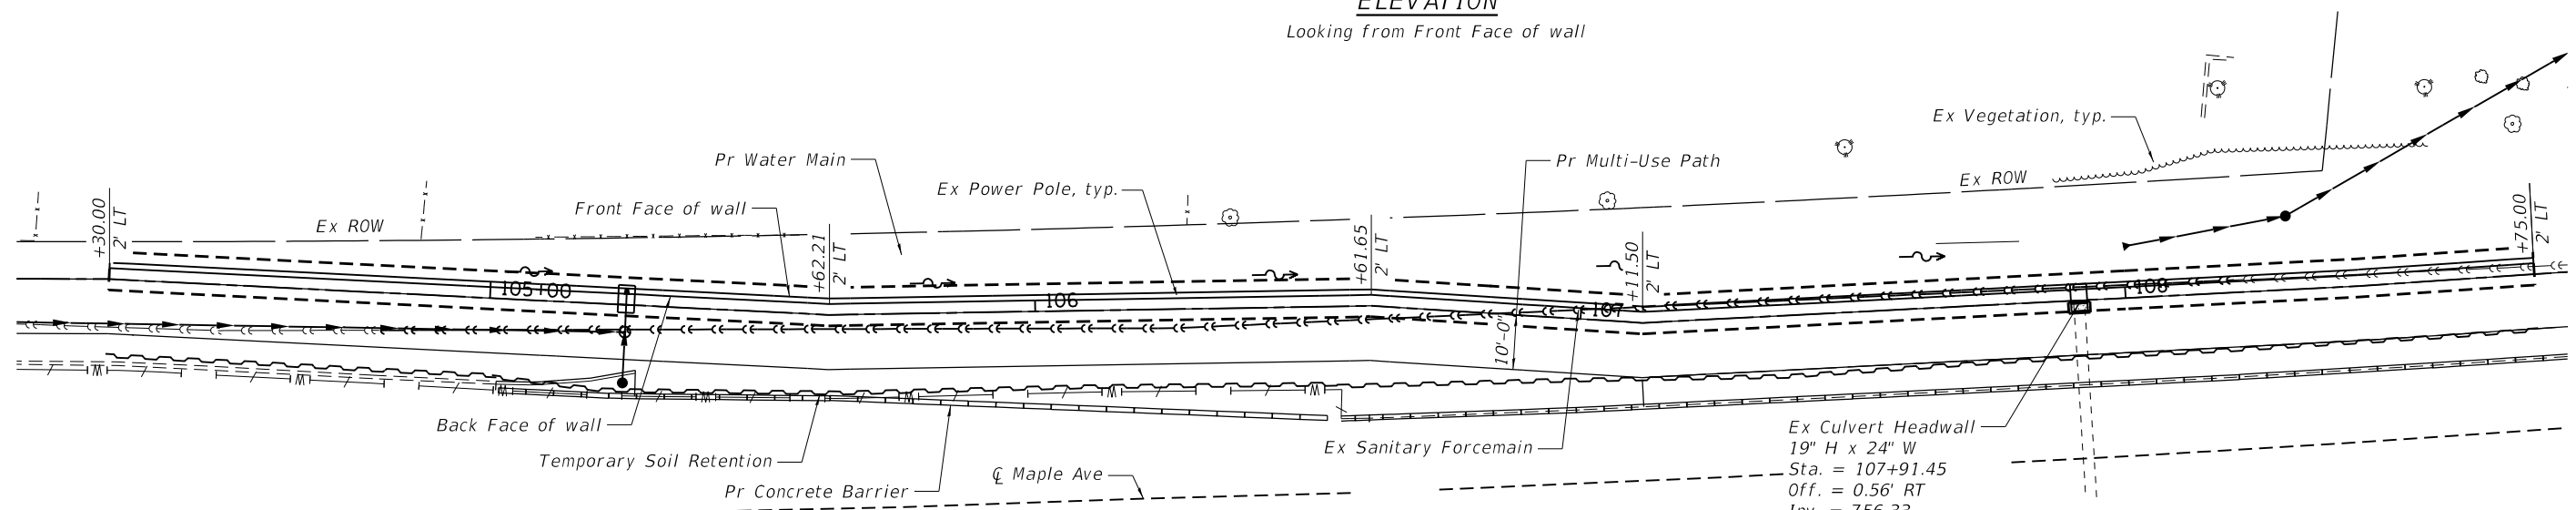 ELEVATION
Looking from Front Face of wall
Ex Vegetation, typ.
Pr Water Main
Pr Multi-Use Path
Ex Power Pole, typ.
Ex ROW
Front Face of wall
Ex ROW
+30.00
2' LT
+62.21
2' LT
+61.65
2' LT
+11.50
2' LT
+75.00
2' LT
105+00
106
107
108
10'-0"
Back Face of wall
Ex Culvert Headwall
19" H x 24" W
Sta. = 107+91.45
Off. = 0.56' RT
Inv. = 756.33
Ex Sanitary Forcemain
Temporary Soil Retention
℄ Maple Ave
Pr Concrete Barrier